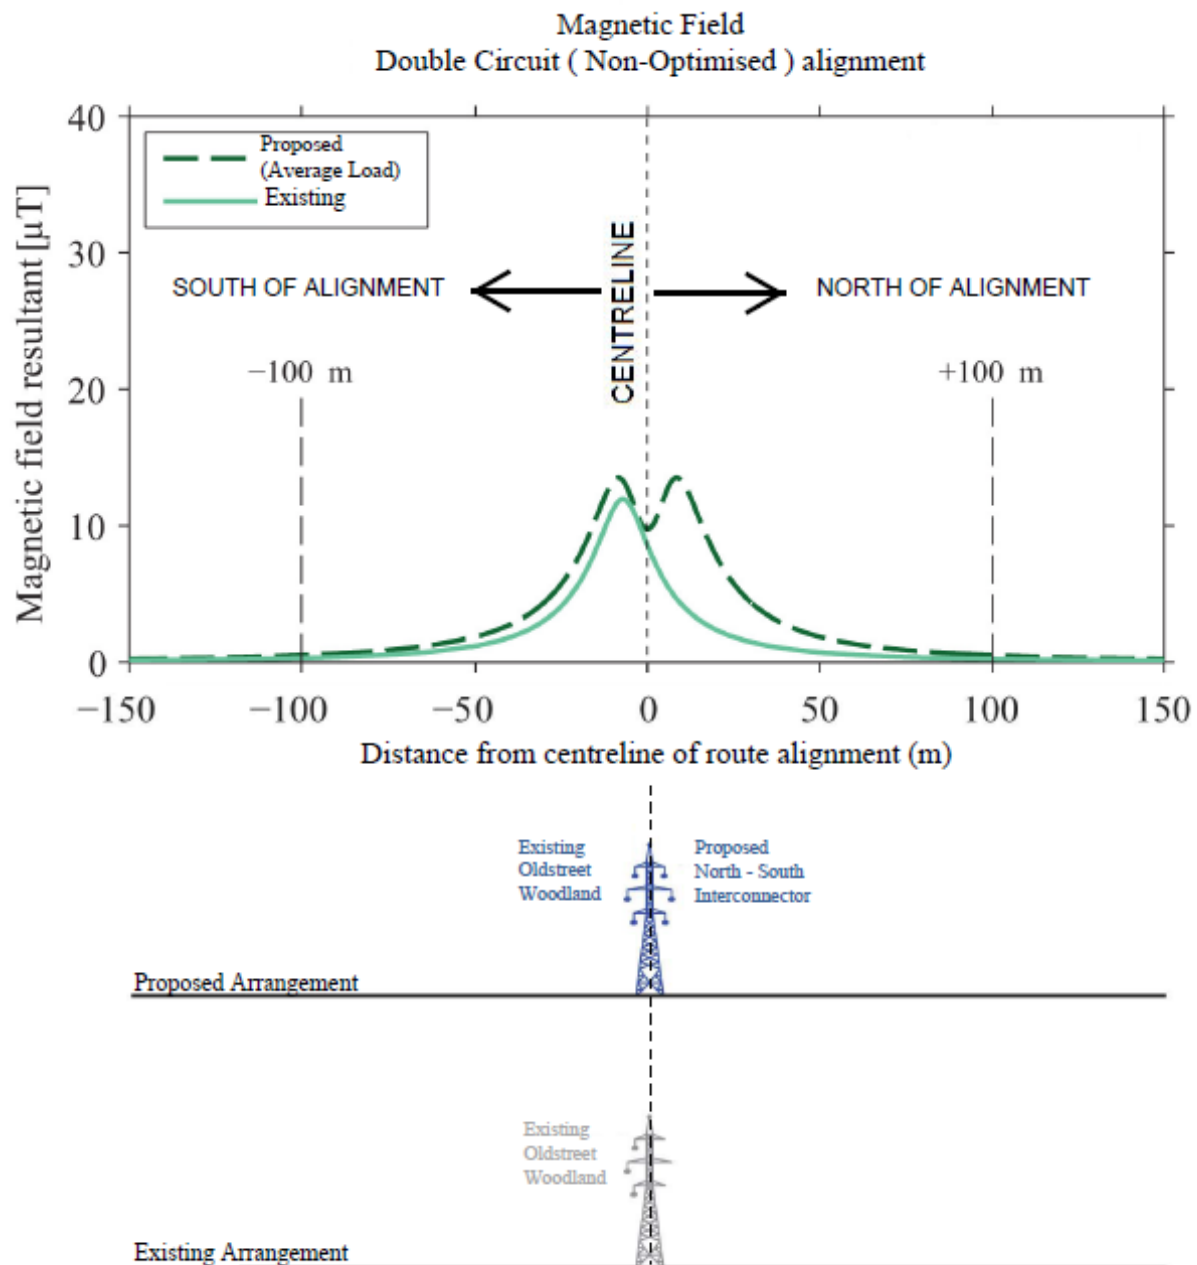 Magnetic Field
Double Circuit ( Non-Optimised ) alignment
Magnetic field resultant [µT]
40
30
20
10
0
Proposed
(Average Load)
Existing
SOUTH OF ALIGNMENT
CENTRELINE
NORTH OF ALIGNMENT
−100 m
+100 m
−150
−100
−50
0
50
100
150
Distance from centreline of route alignment (m)
Existing
Oldstreet
Woodland
Proposed
North - South
Interconnector
Proposed Arrangement
Existing
Oldstreet
Woodland
Existing Arrangement